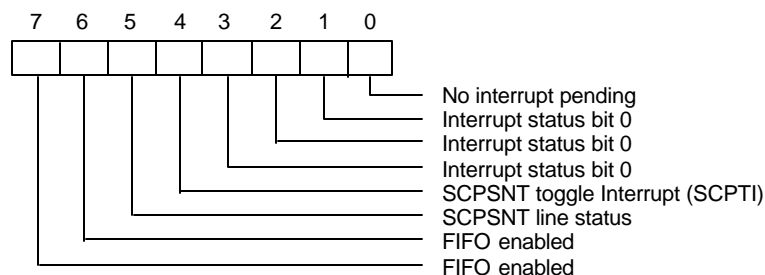 7 6 5 4 3 2 1 0
No interrupt pending
Interrupt status bit 0
Interrupt status bit 0
Interrupt status bit 0
SCPSNT toggle Interrupt (SCPTI)
SCPSNT line status
FIFO enabled
FIFO enabled